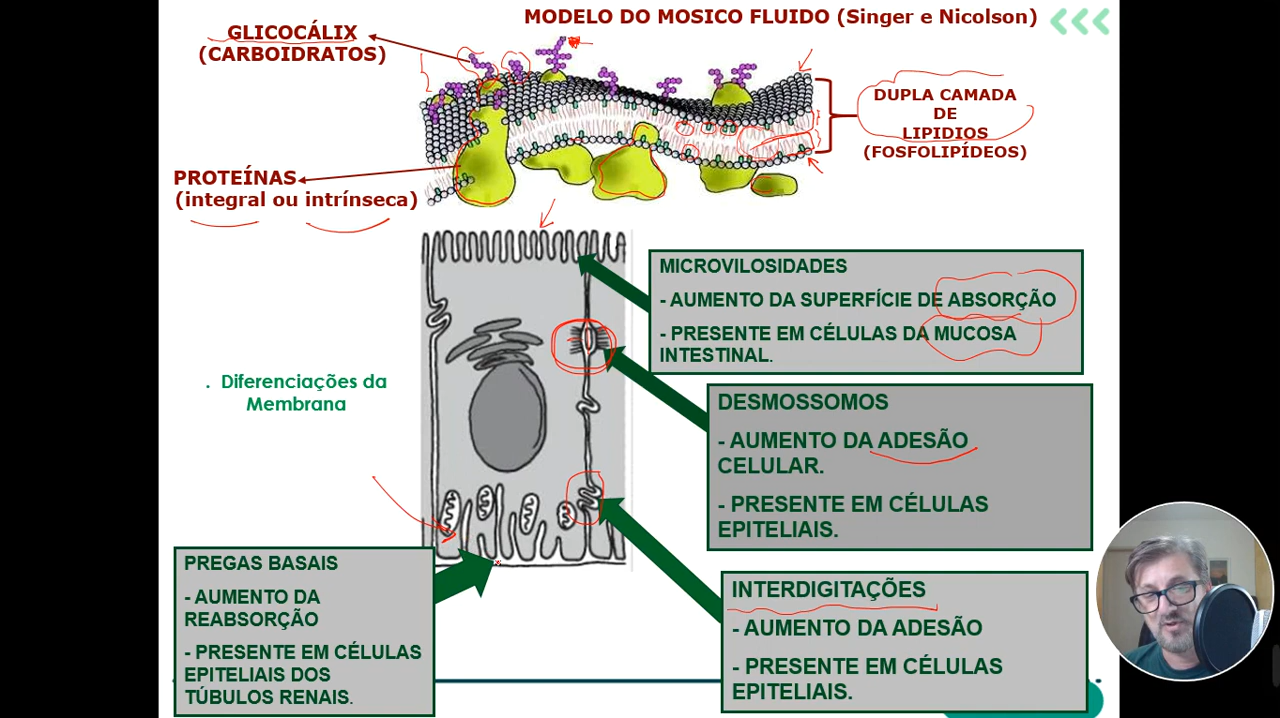 MODELO DO MOSICO FLUIDO (Singer e Nicolson)
GLICOCÁLIX
(CARBOIDRATOS)
DUPLA CAMADA
DE
LIPIDIOS
(FOSFOLIPÍDEOS)
PROTEÍNAS
(integral ou intrínseca)
MICROVILOSIDADES
- AUMENTO DA SUPERFÍCIE DE ABSORÇÃO
- PRESENTE EM CÉLULAS DA MUCOSA
INTESTINAL.
. Diferenciações da
Membrana
DESMOSSOMOS
- AUMENTO DA ADESÃO
CELULAR.
- PRESENTE EM CÉLULAS
EPITELIAIS.
PREGAS BASAIS
- AUMENTO DA
REABSORÇÃO
- PRESENTE EM CÉLULAS
EPITELIAIS DOS
TÚBULOS RENAIS.
INTERDIGITAÇÕES
- AUMENTO DA ADESÃO
- PRESENTE EM CÉLULAS
EPITELIAIS.